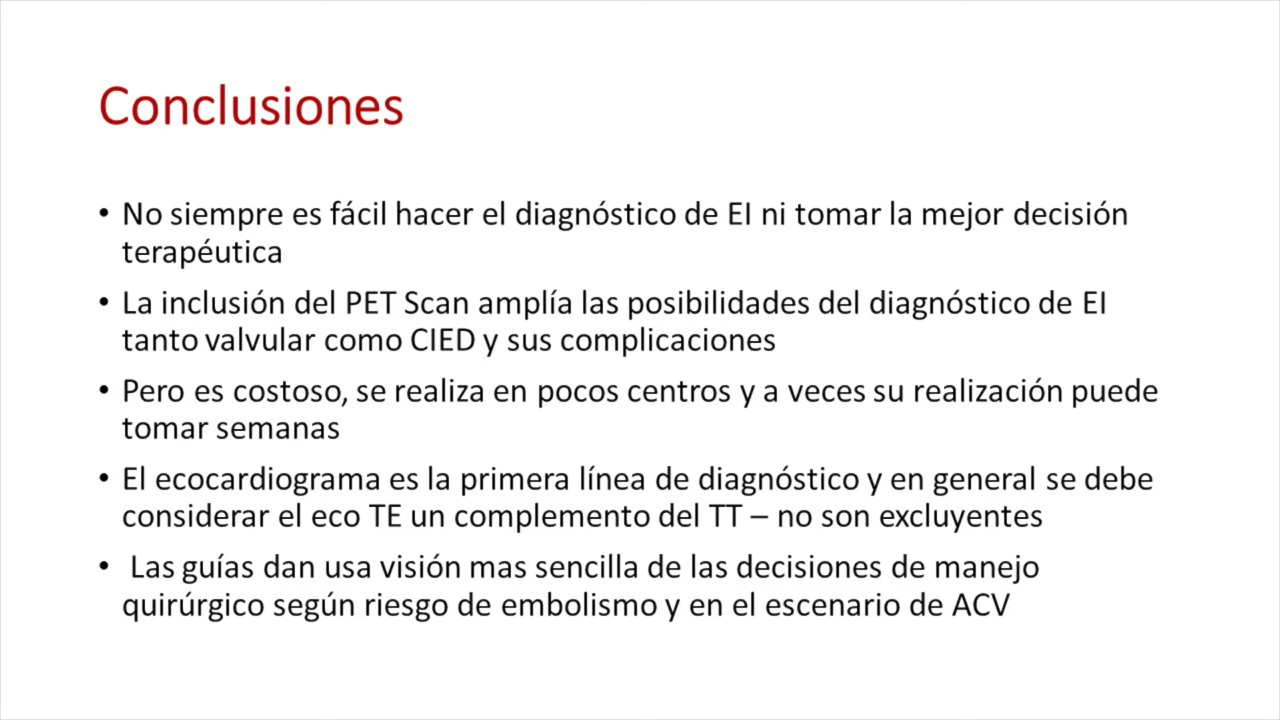 Conclusiones
• No siempre es fácil hacer el diagnóstico de EI ni tomar la mejor decisión
terapéutica
• La inclusión del PET Scan amplía las posibilidades del diagnóstico de EI
tanto valvular como CIED y sus complicaciones
• Pero es costoso, se realiza en pocos centros y a veces su realización puede
tomar semanas
• El ecocardiograma es la primera línea de diagnóstico y en general se debe
considerar el eco TE un complemento del TT – no son excluyentes
• Las guías dan usa visión mas sencilla de las decisiones de manejo
quirúrgico según riesgo de embolismo y en el escenario de ACV